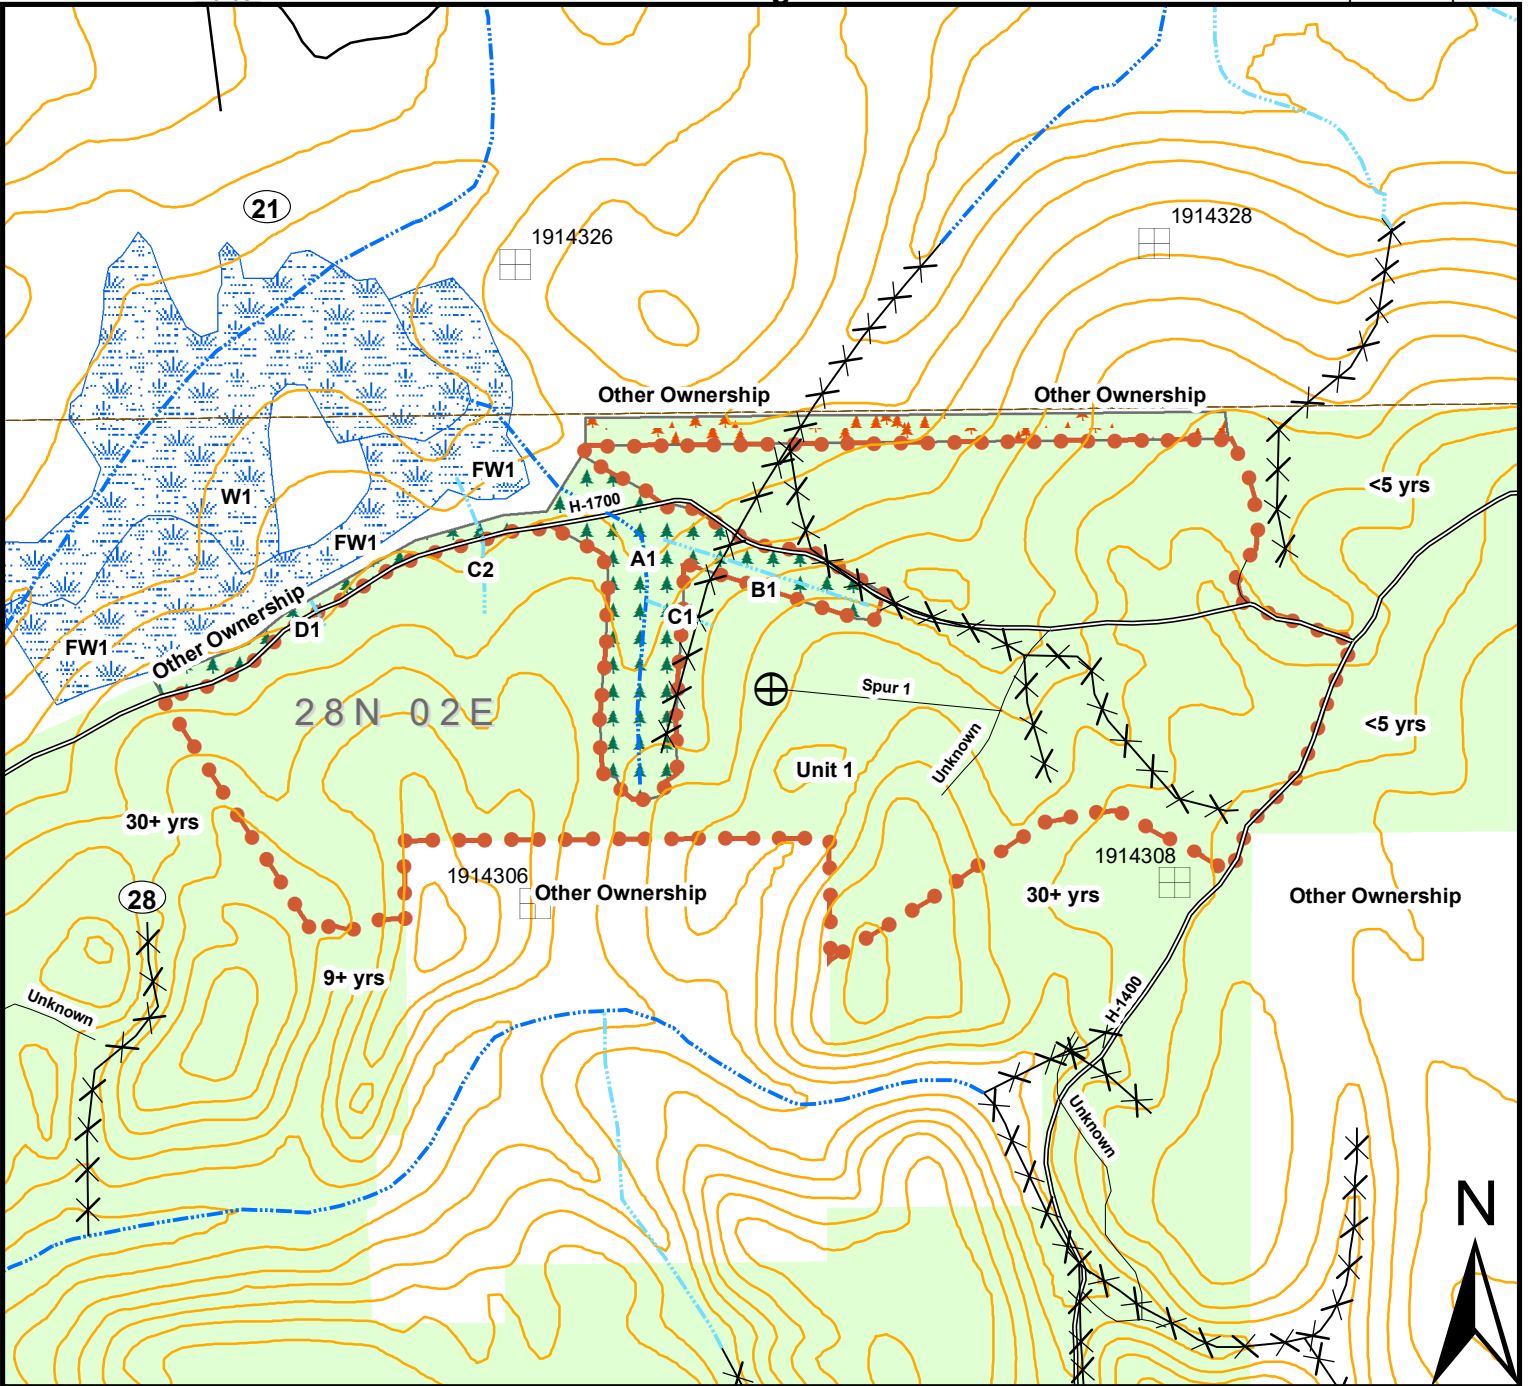 21
1914326
1914328
Other Ownership
Other Ownership
FW1
<5 yrs
W1
H-1700
FW1
A1
C2
B1
C1
Other Ownership
D1
FW1
Spur 1
28N 02E
<5 yrs
Unknown
Unit 1
30+ yrs
1914308
1914306
Other Ownership
30+ yrs
Other Ownership
28
9+ yrs
H-1400
Unknown
Unknown
N